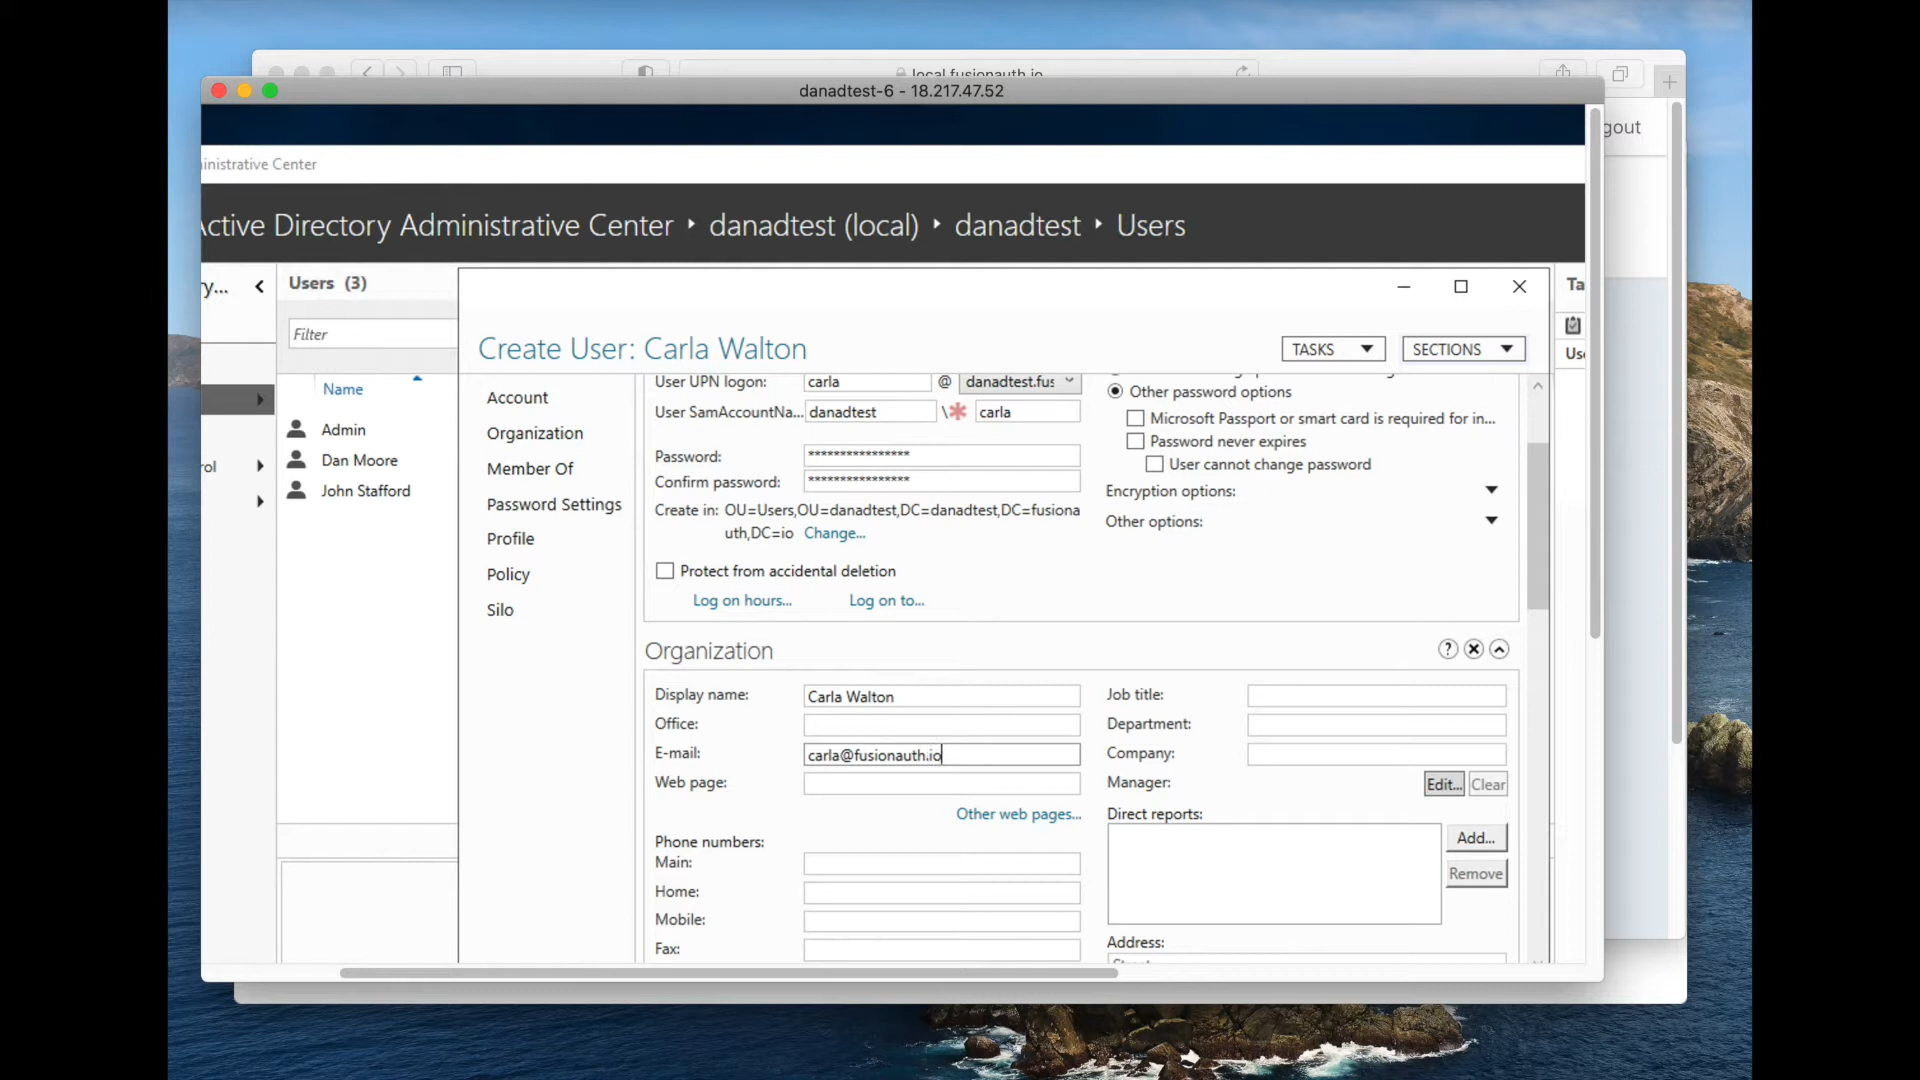 local.fusionauth.io
danadtest-6 - 18.217.47.52
gout
inistrative Center
Active Directory Administrative Center ‣ danadtest (local) ‣ danadtest ‣ Users
ry...
Users (3)
Ta
Filter
Create User: Carla Walton
TASKS
SECTIONS
Use
Name
Admin
Dan Moore
John Stafford
rol
Account
Organization
Member Of
Password Settings
Profile
Policy
Silo
User UPN logon: carla @ danadtest.fus
User SamAccountNa... danadtest \* carla
Password: ****************
Confirm password: ****************
Create in: OU=Users,OU=danadtest,DC=danadtest,DC=fusiona
uth,DC=io Change...
Protect from accidental deletion
Log on hours... Log on to...
Other password options
Microsoft Passport or smart card is required for in...
Password never expires
User cannot change password
Encryption options:
Other options:
Organization
?
Display name: Carla Walton
Office:
E-mail: carla@fusionauth.io
Web page:
Other web pages...
Phone numbers:
Main:
Home:
Mobile:
Fax:
Job title:
Department:
Company:
Manager: Edit... Clear
Direct reports:
Add...
Remove
Address: